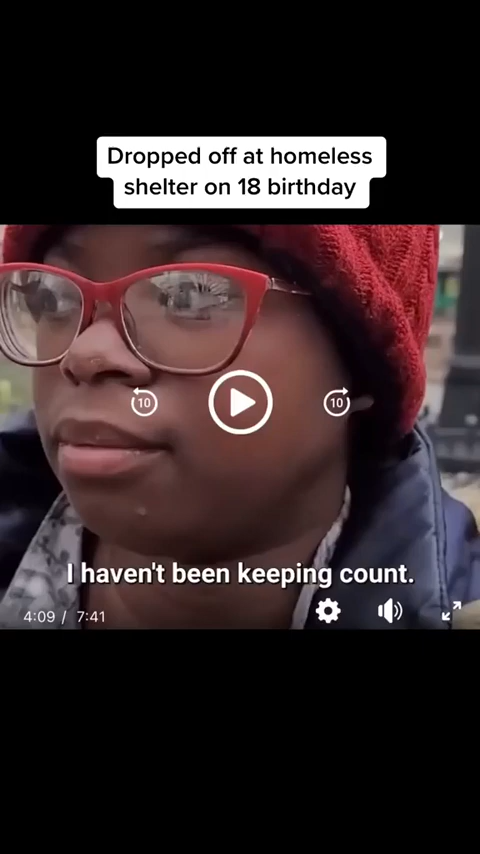 Dropped off at homeless
shelter on 18 birthday
10
10
I haven't been keeping count.
4:09 / 7:41